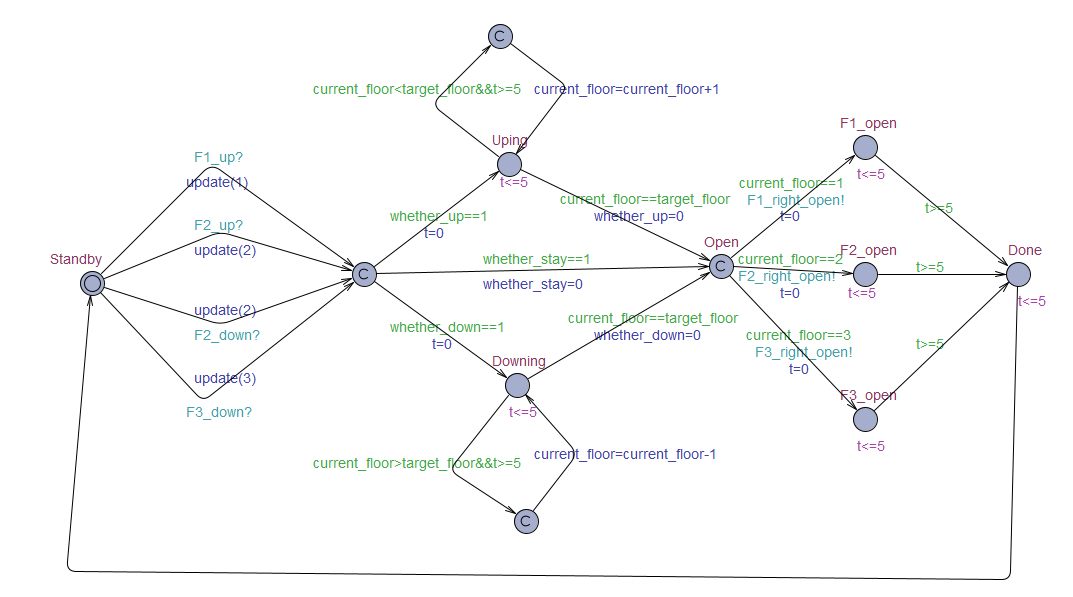 C
current_floor<target_floor&&t>=5
current_floor=current_floor+1
Uping
t<=5
F1_up?
update(1)
F2_up?
update(2)
Standby
update(2)
F2_down?
update(3)
F3_down?
C
whether_up==1
t=0
whether_stay==1
whether_stay=0
whether_down==1
t=0
current_floor==target_floor
whether_up=0
current_floor==target_floor
whether_down=0
Downing
t<=5
current_floor>target_floor&&t>=5
current_floor=current_floor-1
C
Open
C
current_floor==1
F1_right_open!
t=0
current_floor==2
F2_right_open!
t=0
current_floor==3
F3_right_open!
t=0
F1_open
t<=5
F2_open
t<=5
F3_open
t<=5
t>=5
t>=5
t>=5
Done
t<=5